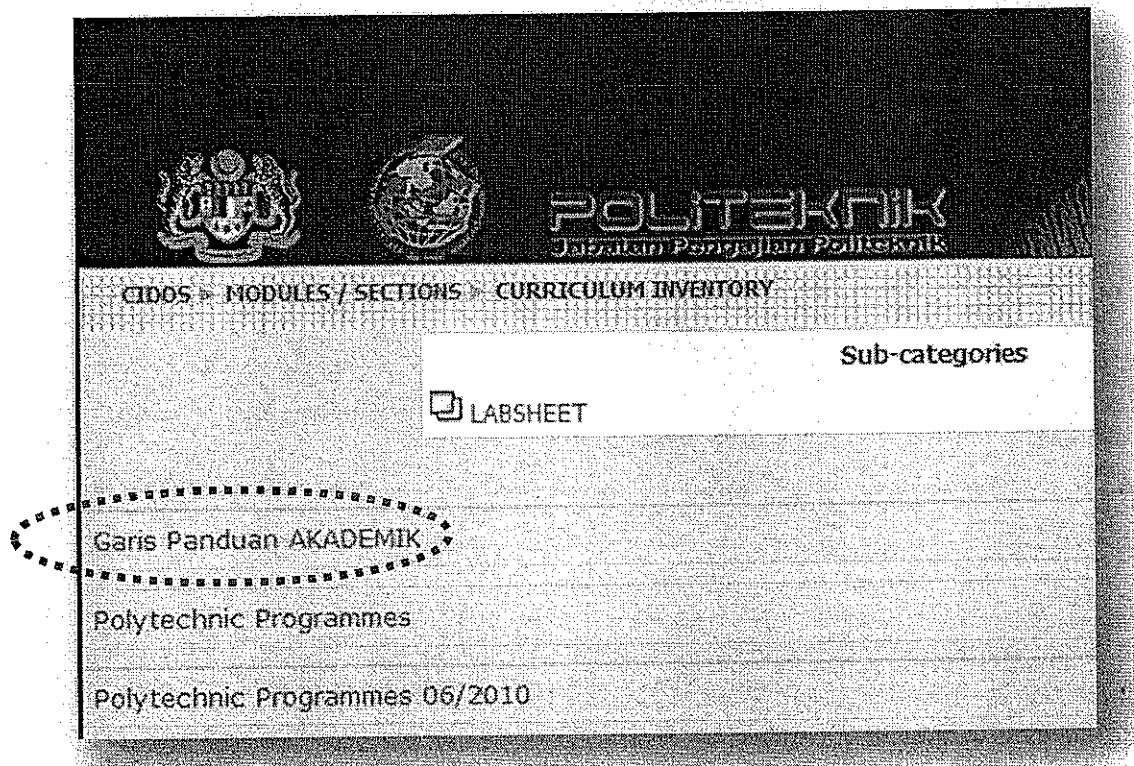 POLITEKNIK
Jabatan Pengajian Politeknik
CIDOS » MODULES / SECTIONS » CURRICULUM INVENTORY
Sub-categories
LABSHEET
Garis Panduan AKADEMIK
Polytechnic Programmes
Polytechnic Programmes 06/2010